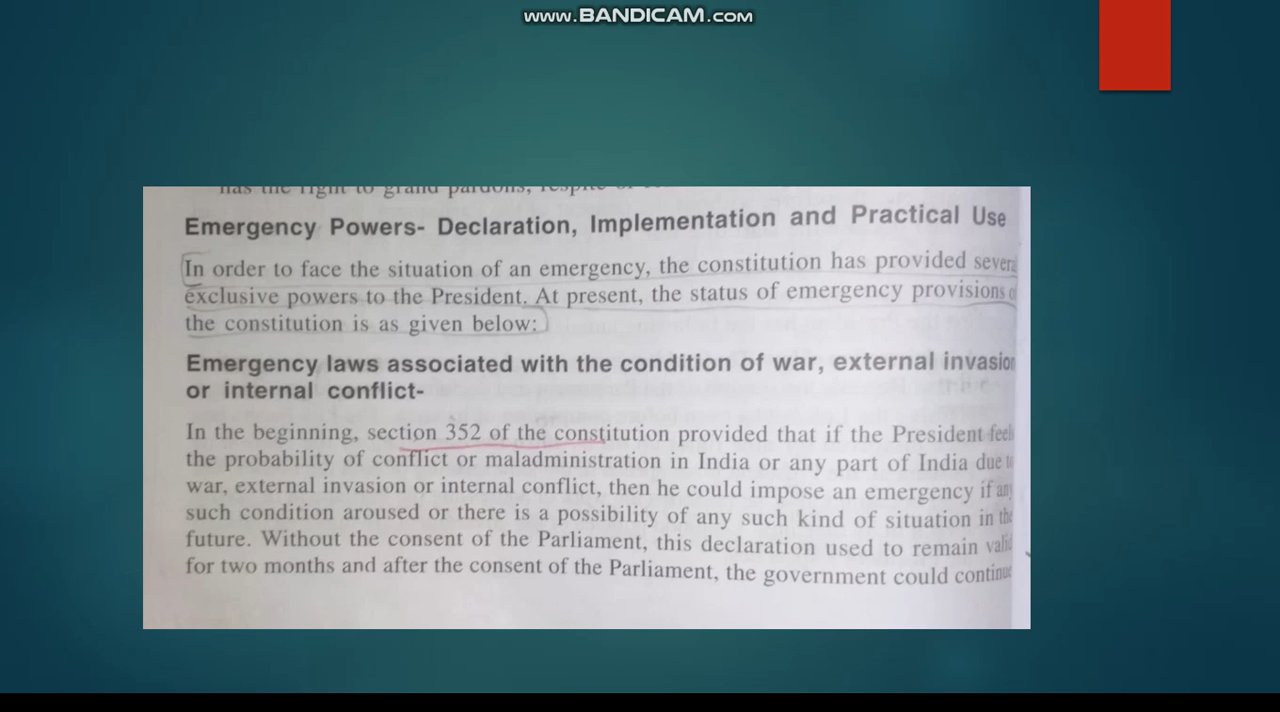 www.BANDICAM.com
has the right to grand pardons, respite or
Emergency Powers- Declaration, Implementation and Practical Use
In order to face the situation of an emergency, the constitution has provided
exclusive powers to the President. At present, the status of emergency provisions
the constitution is as given below:
Emergency laws associated with the condition of war, external invasion
or internal conflict-
In the beginning, section 352 of the constitution provided that if the President feels
the probability of conflict or maladministration in India or any part of India due
war, external invasion or internal conflict, then he could impose an emergency if any
such condition aroused or there is a possibility of any such kind of situation in the
future. Without the consent of the Parliament, this declaration used to remain valid
for two months and after the consent of the Parliament, the government could continue